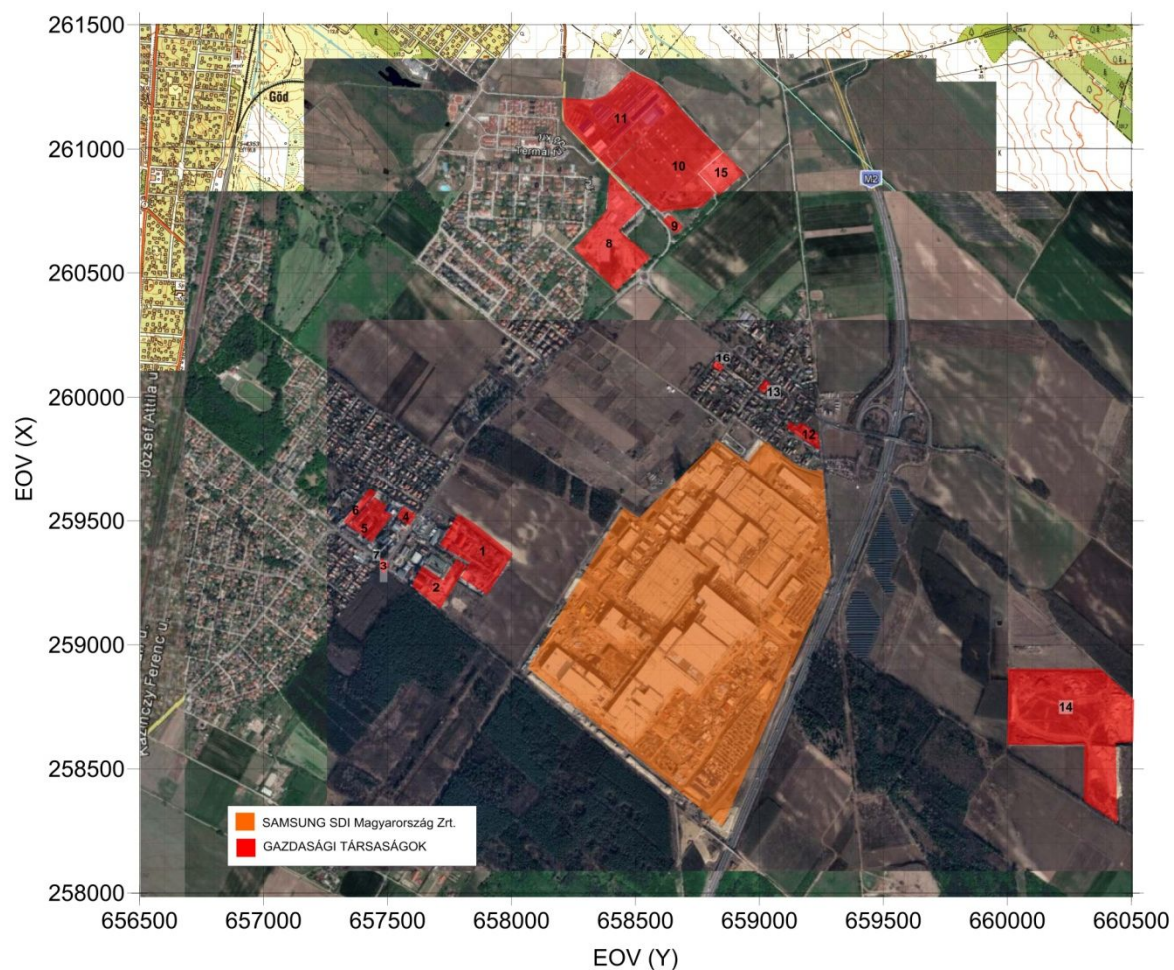 261500
261000
260500
260000
259500
259000
258500
258000
EOV (X)
Göd
Termál
M2
11
10
15
9
8
16
13
12
6
5
4
7
3
1
2
14
József Attila u.
Kazinczy Ferenc u.
SAMSUNG SDI Magyarország Zrt.
GAZDASÁGI TÁRSASÁGOK
656500 657000 657500 658000 658500 659000 659500 660000 660500
EOV (Y)